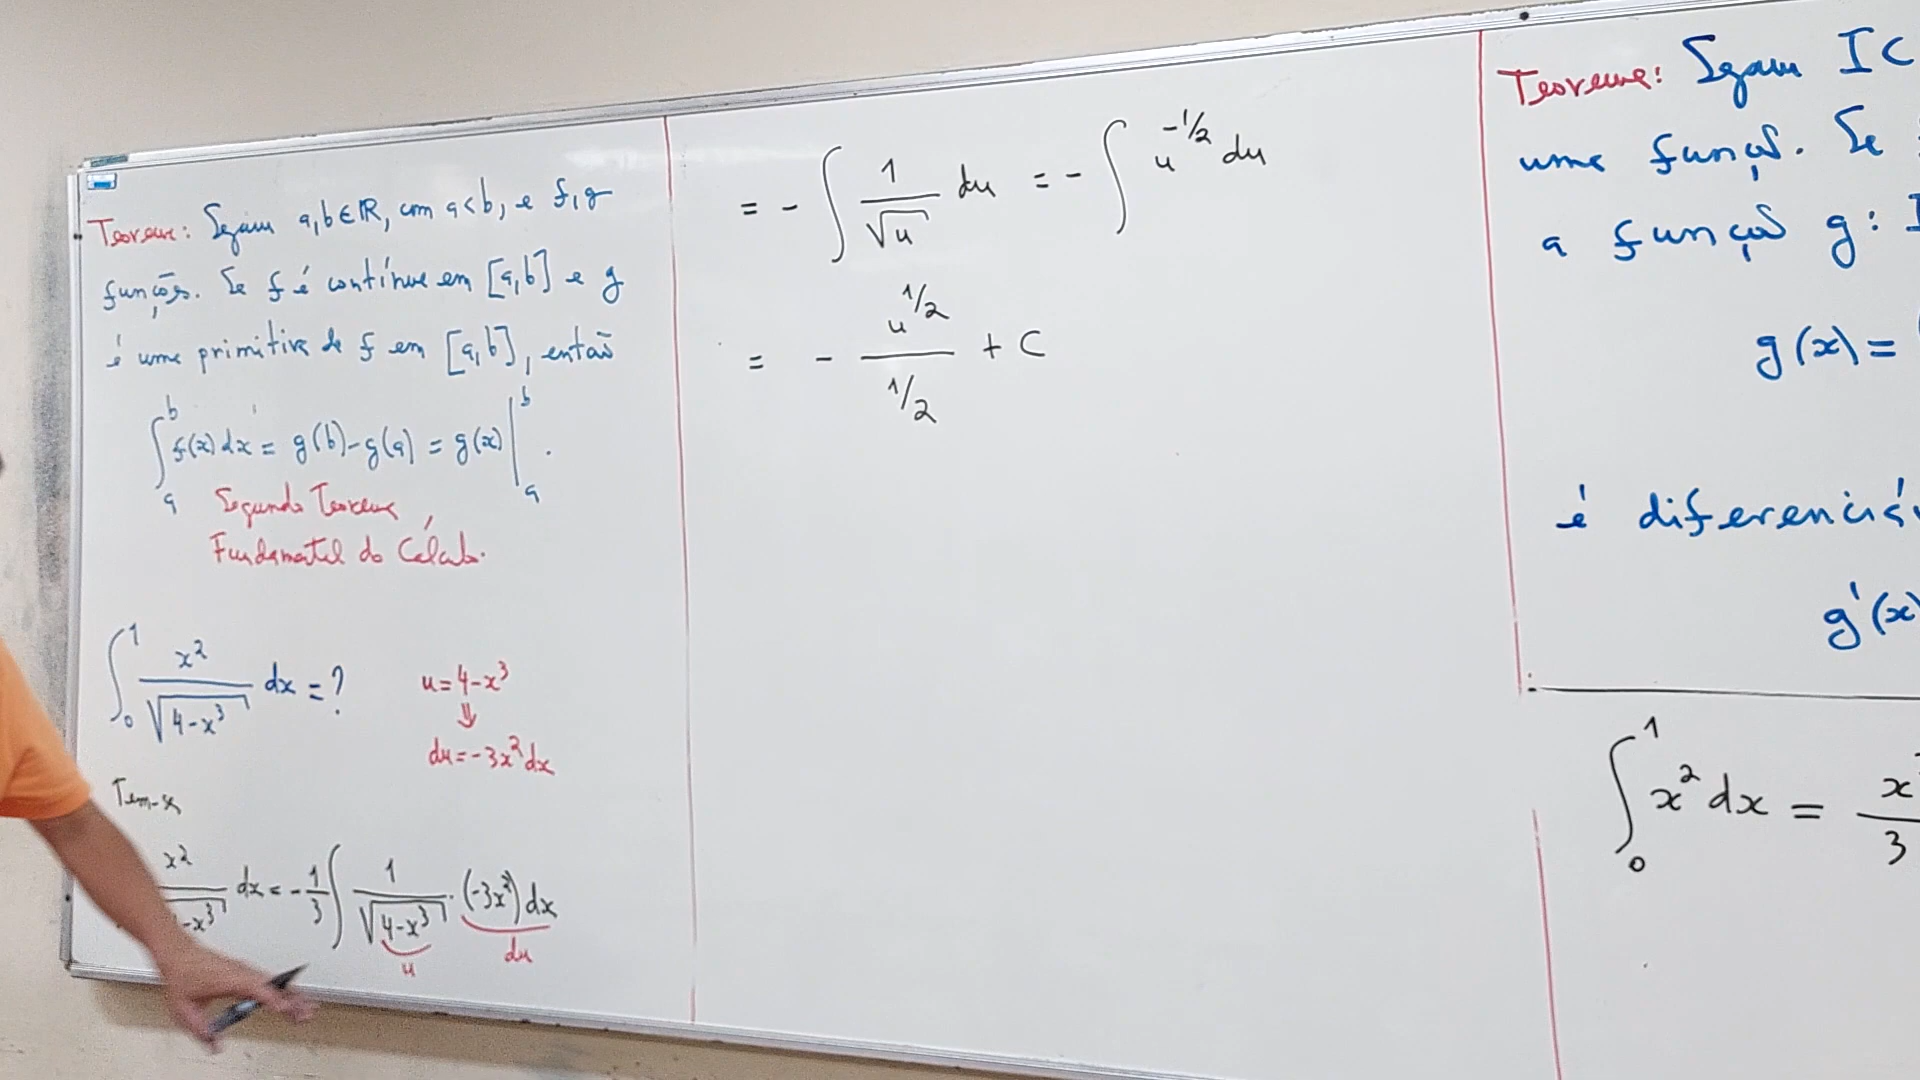 Teorema: Sejam a,b∈ℝ, com a<b, e f,g
funções. Se f é contínua em [a,b] e g
é uma primitiva de f em [a,b], então
∫_a^b f(x)dx = g(b)-g(a) = g(x)|_a^b .
Segundo Teorema
Fundamental do Cálculo.
∫_0^1 x²/√(4-x³) dx = ?
u=4-x³
⇓
du=-3x²dx
Tem-se
x²/√(4-x³) dx = -1/3 ∫ 1/√(4-x³) · (-3x²)dx
u
du
= - ∫ 1/√u du = - ∫ u^(-1/2) du
= - u^(1/2)/(1/2) + C
Teorema: Sejam I
uma função. Se
a função g:
g(x)=
é
g'(x)
∫_0^1 x² dx =
3